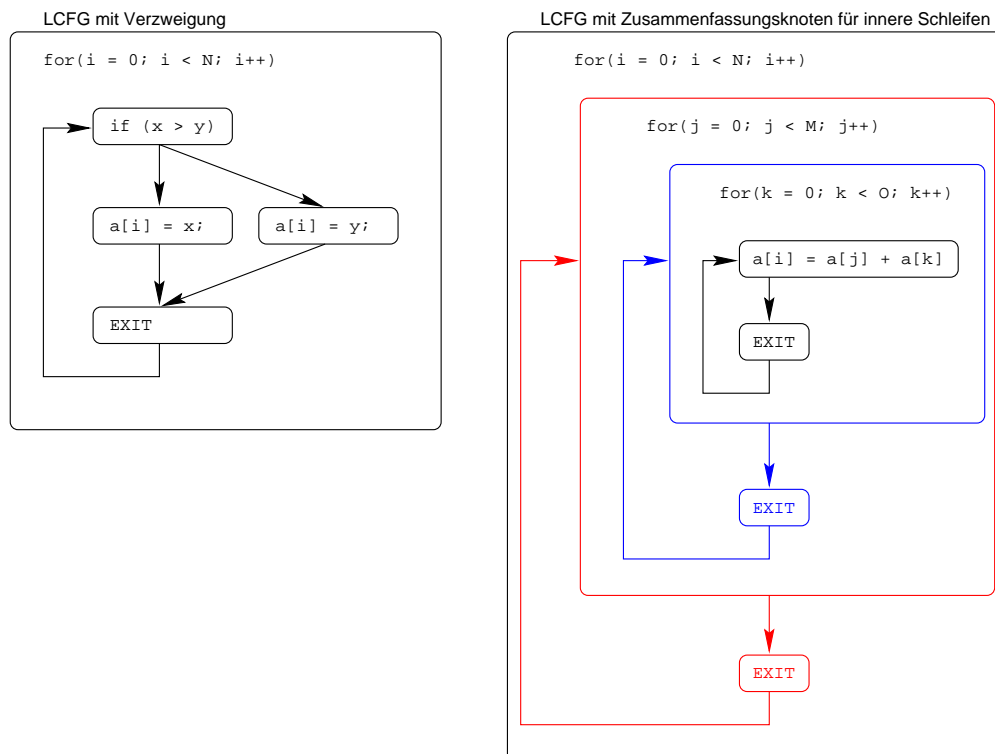 LCFG mit Verzweigung
for(i = 0; i < N; i++)
if (x > y)
a[i] = x;
a[i] = y;
EXIT
LCFG mit Zusammenfassungsknoten für innere Schleifen
for(i = 0; i < N; i++)
for(j = 0; j < M; j++)
for(k = 0; k < O; k++)
a[i] = a[j] + a[k]
EXIT
EXIT
EXIT